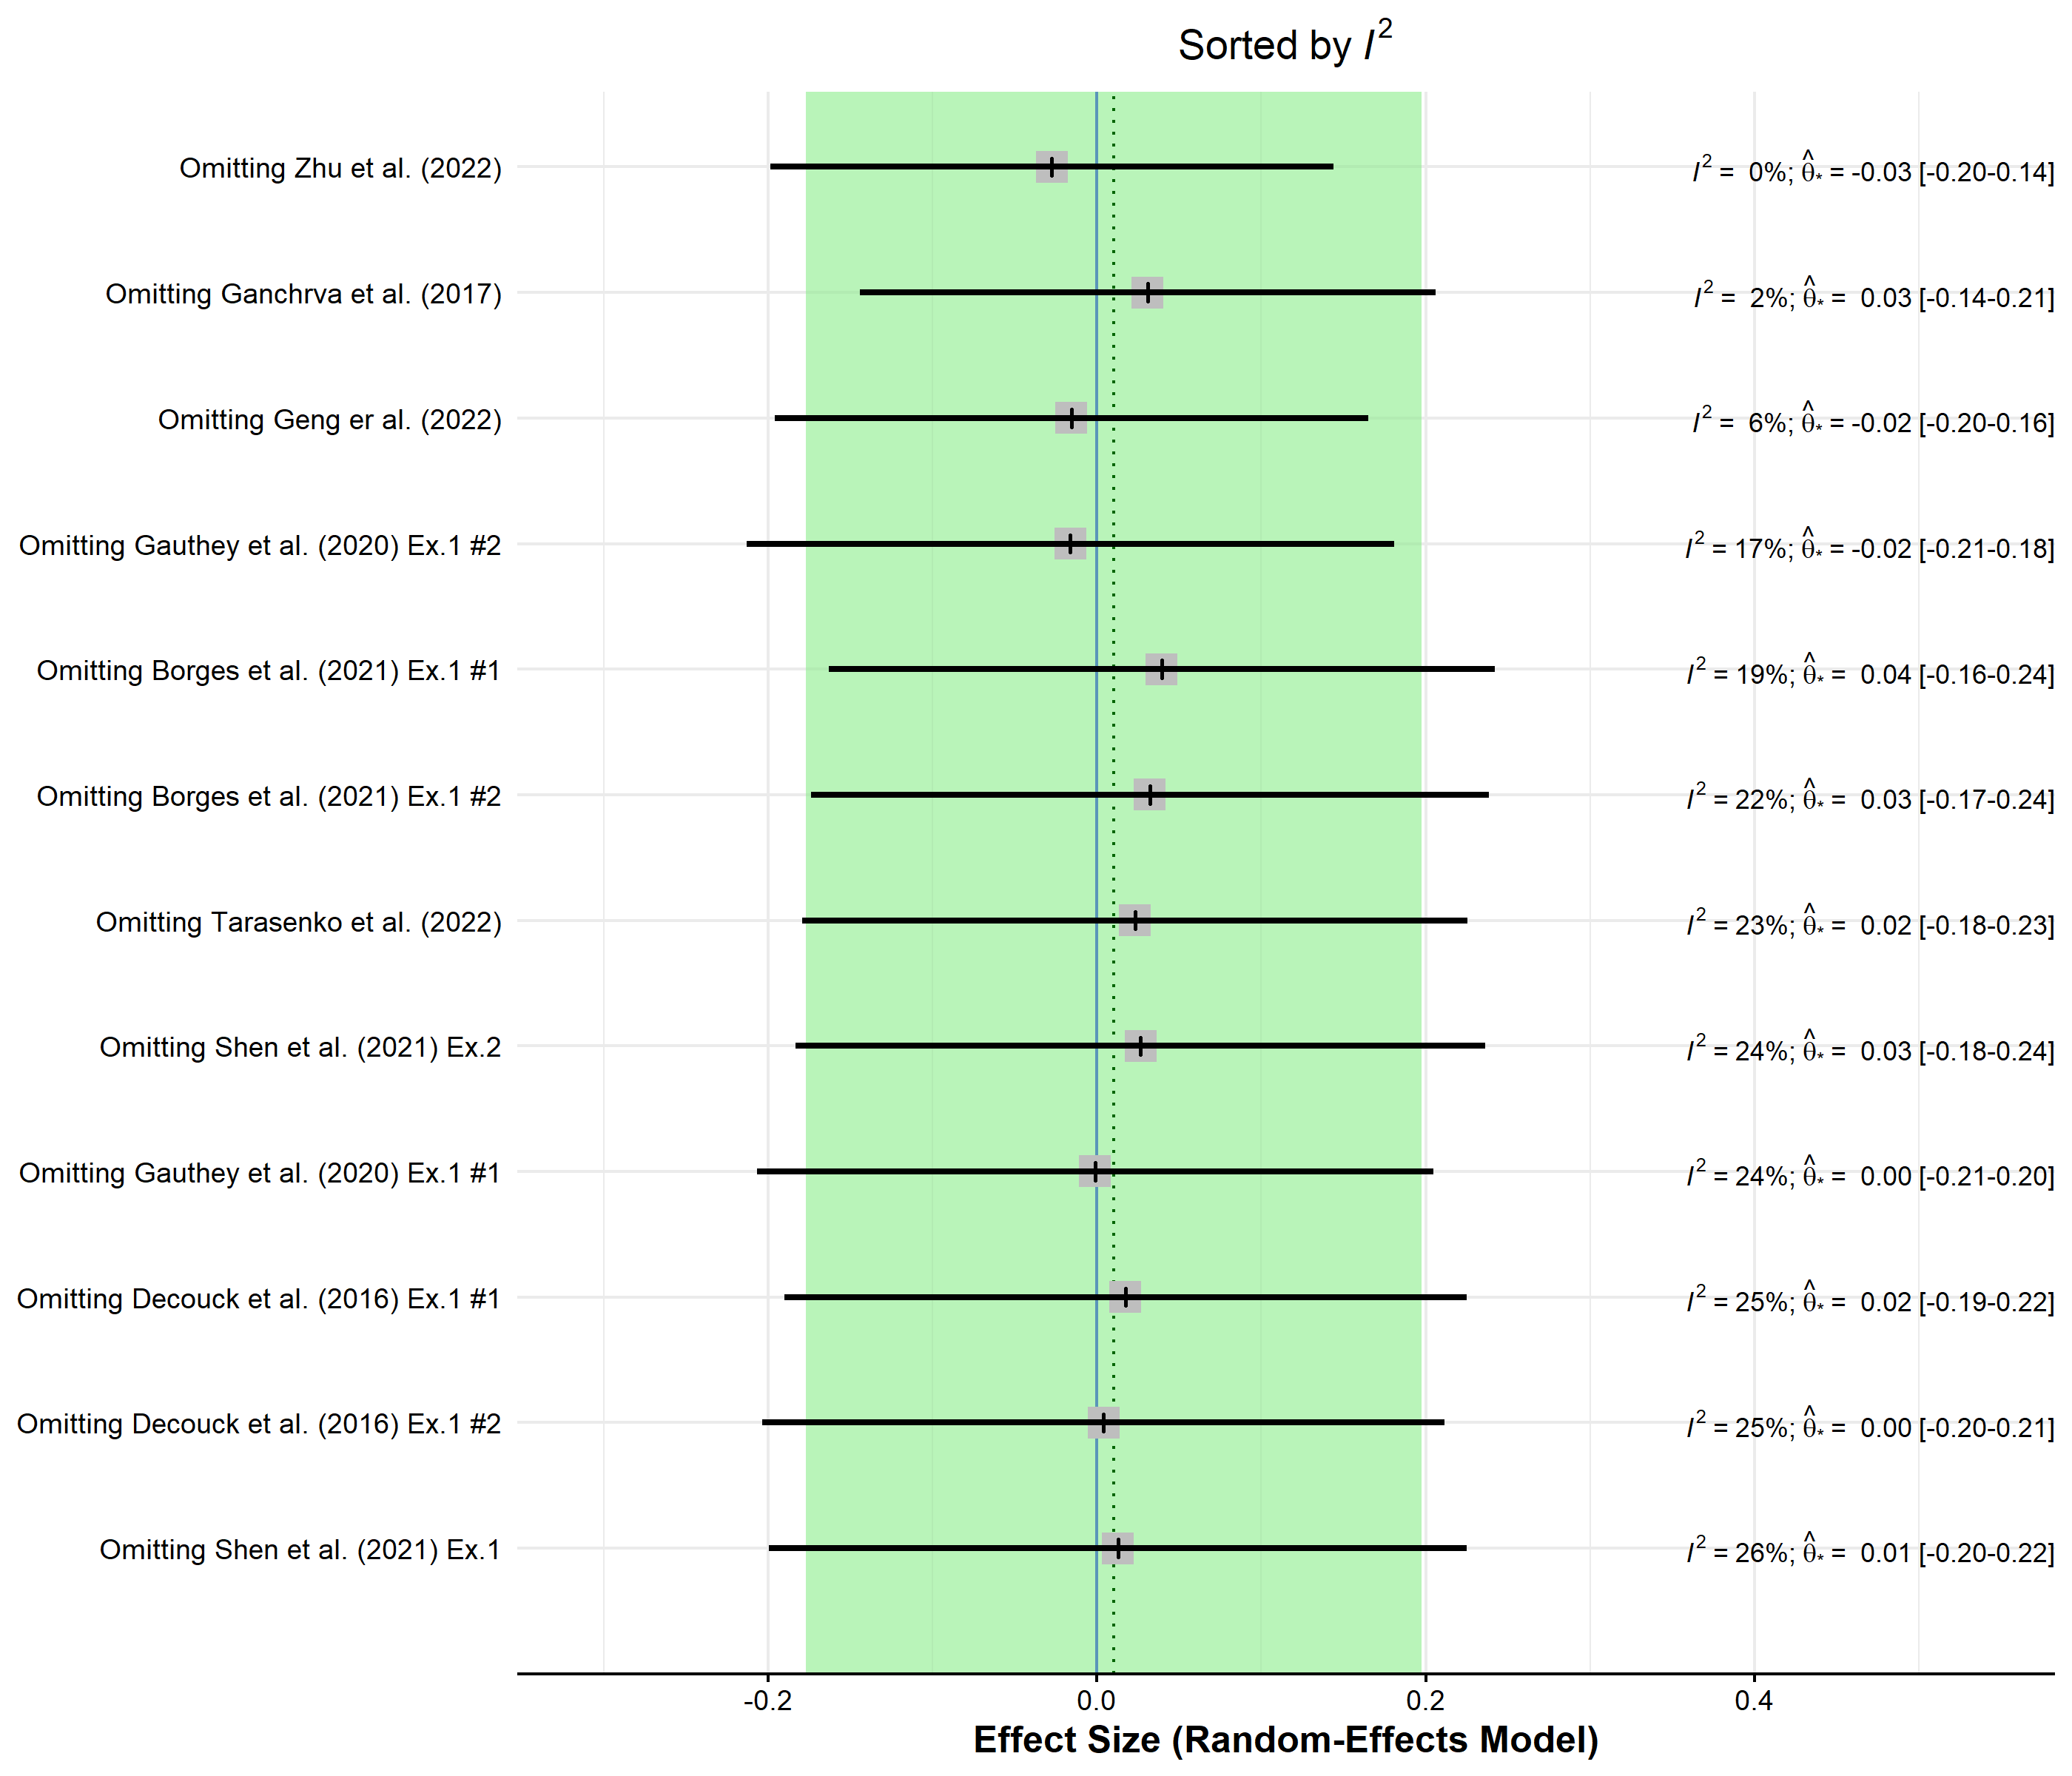 Sorted by I²
Omitting Zhu et al. (2022) I² = 0%; θ̂* = -0.03 [-0.20-0.14]
Omitting Ganchrva et al. (2017) I² = 2%; θ̂* = 0.03 [-0.14-0.21]
Omitting Geng er al. (2022) I² = 6%; θ̂* = -0.02 [-0.20-0.16]
Omitting Gauthey et al. (2020) Ex.1 #2 I² = 17%; θ̂* = -0.02 [-0.21-0.18]
Omitting Borges et al. (2021) Ex.1 #1 I² = 19%; θ̂* = 0.04 [-0.16-0.24]
Omitting Borges et al. (2021) Ex.1 #2 I² = 22%; θ̂* = 0.03 [-0.17-0.24]
Omitting Tarasenko et al. (2022) I² = 23%; θ̂* = 0.02 [-0.18-0.23]
Omitting Shen et al. (2021) Ex.2 I² = 24%; θ̂* = 0.03 [-0.18-0.24]
Omitting Gauthey et al. (2020) Ex.1 #1 I² = 24%; θ̂* = 0.00 [-0.21-0.20]
Omitting Decouck et al. (2016) Ex.1 #1 I² = 25%; θ̂* = 0.02 [-0.19-0.22]
Omitting Decouck et al. (2016) Ex.1 #2 I² = 25%; θ̂* = 0.00 [-0.20-0.21]
Omitting Shen et al. (2021) Ex.1 I² = 26%; θ̂* = 0.01 [-0.20-0.22]
-0.2 0.0 0.2 0.4
Effect Size (Random-Effects Model)